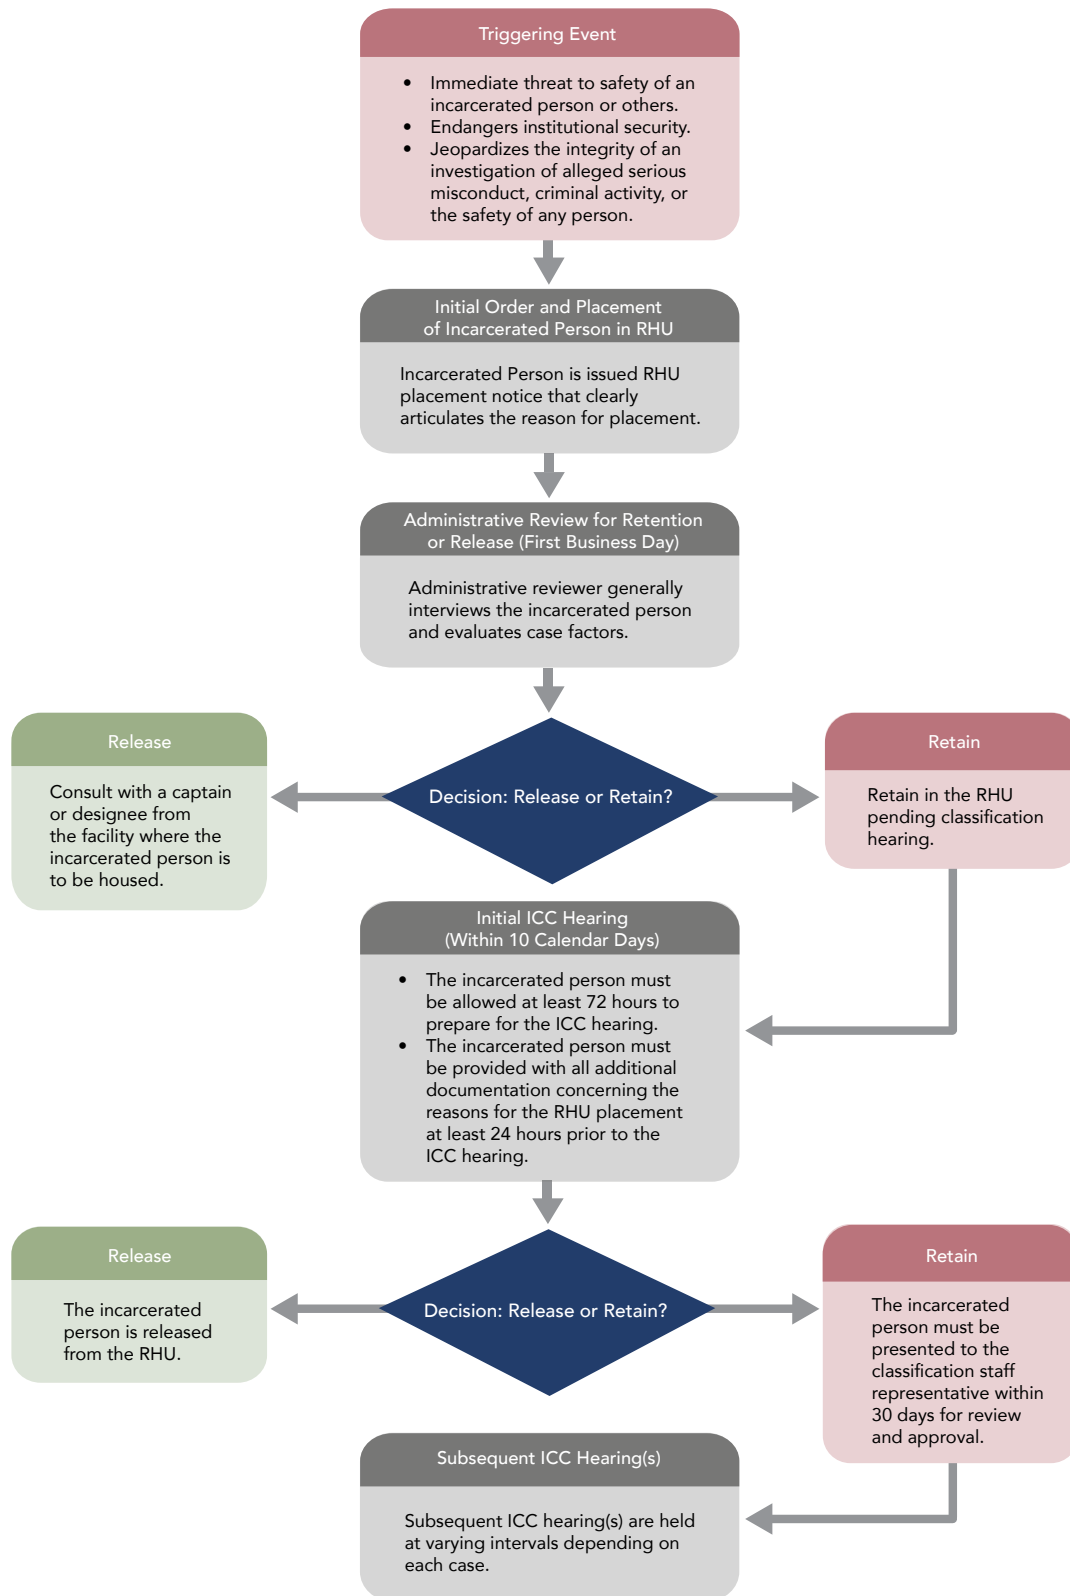 Triggering Event
• Immediate threat to safety of an
incarcerated person or others.
• Endangers institutional security.
• Jeopardizes the integrity of an
investigation of alleged serious
misconduct, criminal activity, or
the safety of any person.
Initial Order and Placement
of Incarcerated Person in RHU
Incarcerated Person is issued RHU
placement notice that clearly
articulates the reason for placement.
Administrative Review for Retention
or Release (First Business Day)
Administrative reviewer generally
interviews the incarcerated person
and evaluates case factors.
Decision: Release or Retain?
Release
Consult with a captain
or designee from
the facility where the
incarcerated person is
to be housed.
Retain
Retain in the RHU
pending classification
hearing.
Initial ICC Hearing
(Within 10 Calendar Days)
• The incarcerated person must
be allowed at least 72 hours to
prepare for the ICC hearing.
• The incarcerated person must
be provided with all additional
documentation concerning the
reasons for the RHU placement
at least 24 hours prior to the
ICC hearing.
Decision: Release or Retain?
Release
The incarcerated
person is released
from the RHU.
Retain
The incarcerated
person must be
presented to the
classification staff
representative within
30 days for review
and approval.
Subsequent ICC Hearing(s)
Subsequent ICC hearing(s) are held
at varying intervals depending on
each case.